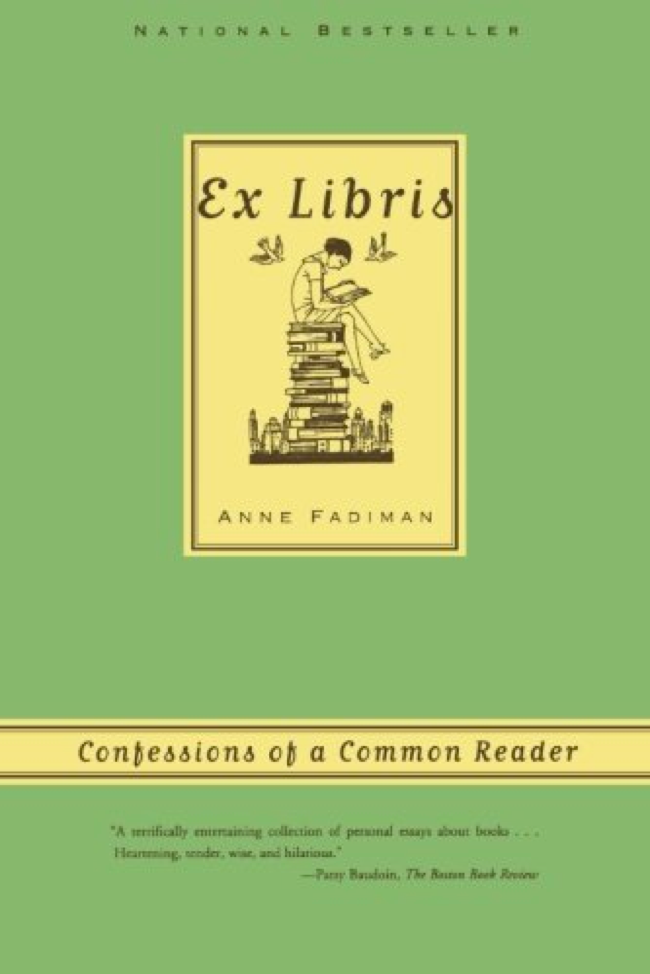 NATIONAL BESTSELLER
Ex Libris
ANNE FADIMAN
Confessions of a Common Reader
"A terrifically entertaining collection of personal essays about books . . .
Heartening, tender, wise, and hilarious."
—Patsy Baudoin, The Boston Book Review